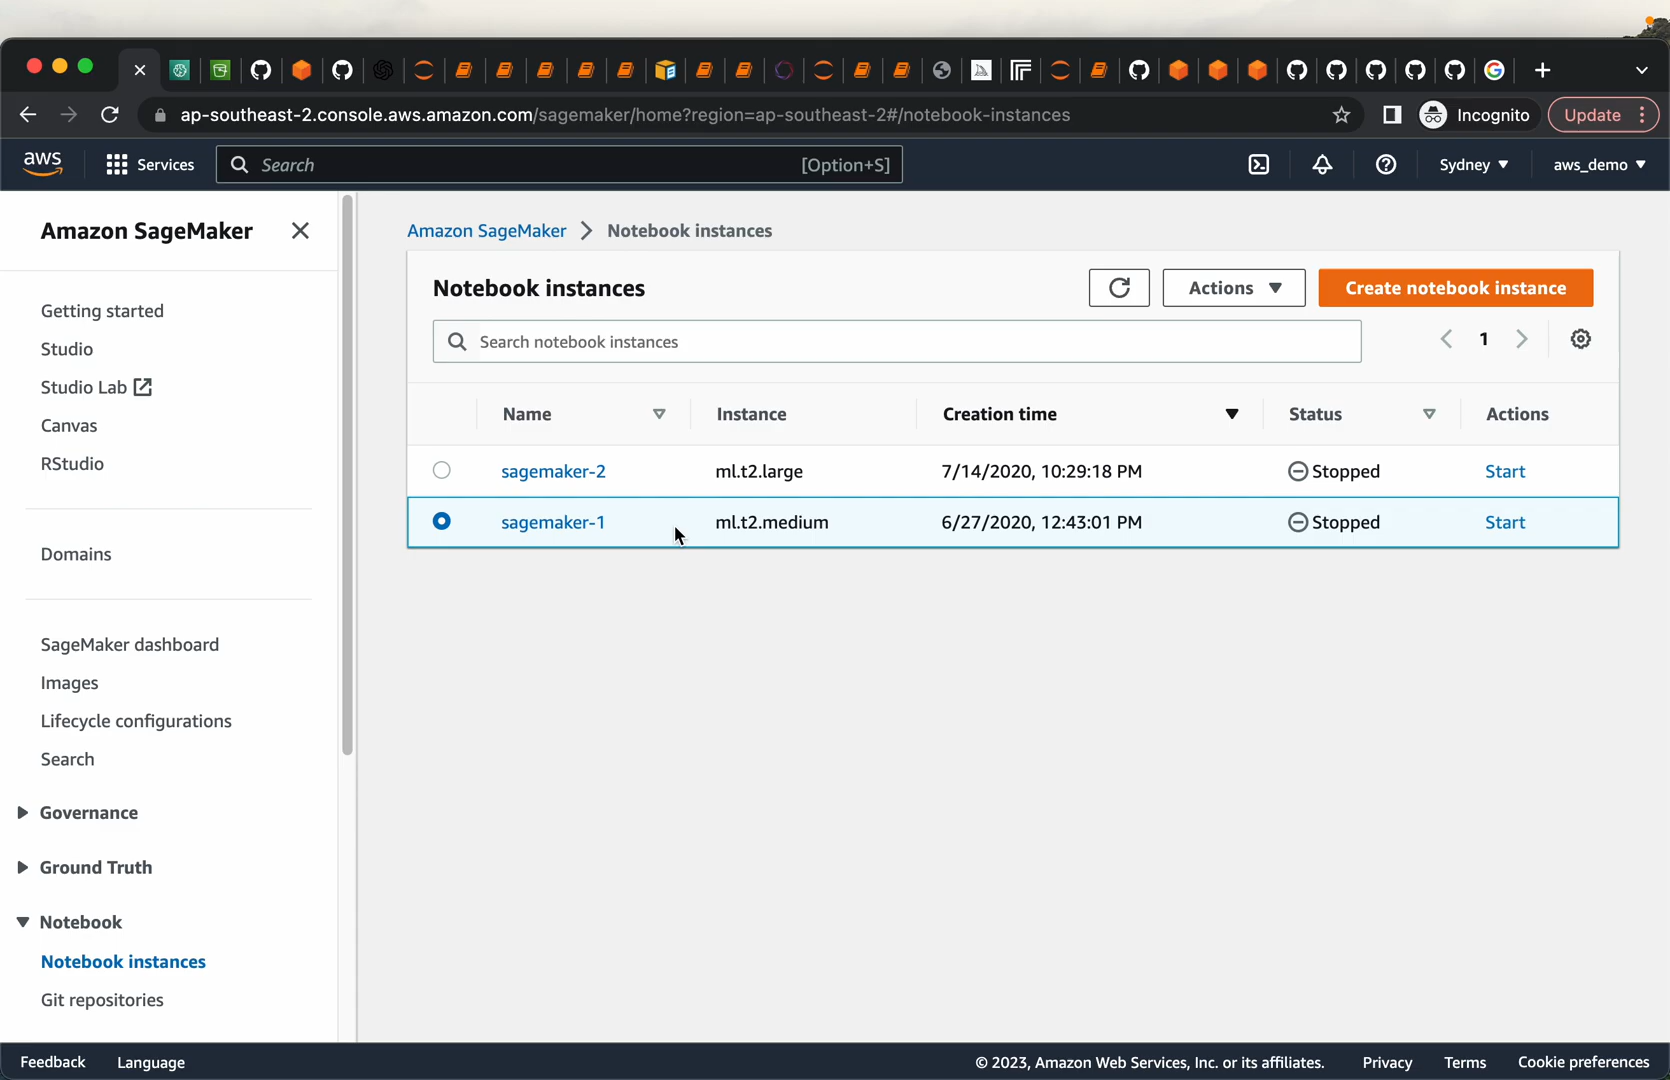 ap-southeast-2.console.aws.amazon.com/sagemaker/home?region=ap-southeast-2#/notebook-instances
Incognito
Update
aws
Services
Search
[Option+S]
Sydney
aws_demo
Amazon SageMaker
Getting started
Studio
Studio Lab
Canvas
RStudio
Domains
SageMaker dashboard
Images
Lifecycle configurations
Search
Governance
Ground Truth
Notebook
Notebook instances
Git repositories
Amazon SageMaker > Notebook instances
Notebook instances
Actions
Create notebook instance
Search notebook instances
1
Name Instance Creation time Status Actions
sagemaker-2 ml.t2.large 7/14/2020, 10:29:18 PM Stopped Start
sagemaker-1 ml.t2.medium 6/27/2020, 12:43:01 PM Stopped Start
Feedback Language © 2023, Amazon Web Services, Inc. or its affiliates. Privacy Terms Cookie preferences